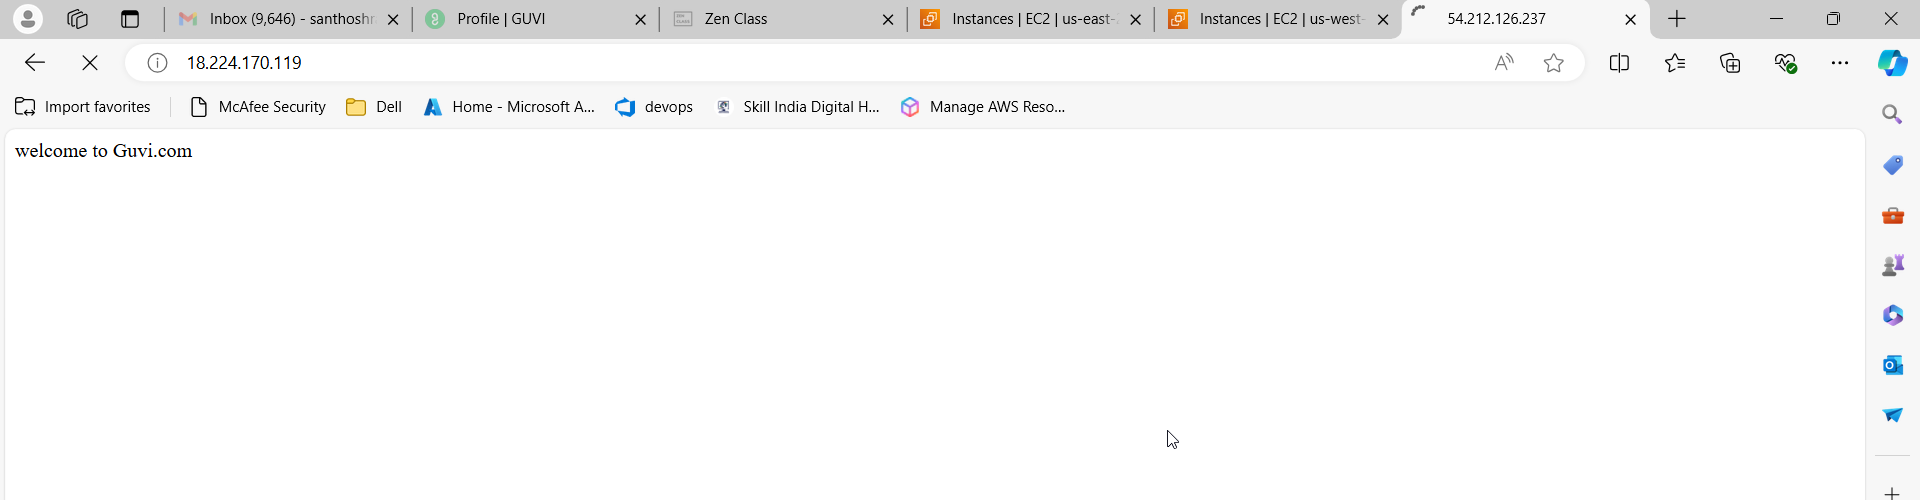 Inbox (9,646) - santhoshr
Profile | GUVI
Zen Class
Instances | EC2 | us-east-
Instances | EC2 | us-west-
54.212.126.237
18.224.170.119
Import favorites
McAfee Security
Dell
Home - Microsoft A...
devops
Skill India Digital H...
Manage AWS Reso...
welcome to Guvi.com